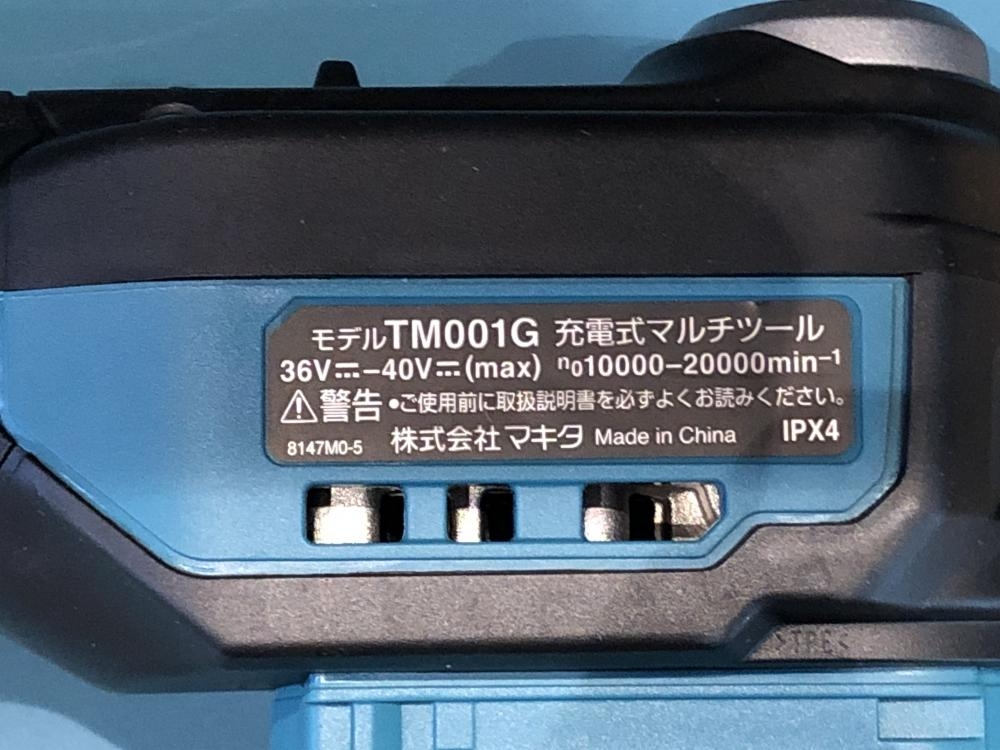 モデルTM001G 充電式マルチツール
36V⎓–40V⎓(max) n₀10000–20000min⁻¹
⚠警告 •ご使用前に取扱説明書を必ずよくお読みください。
8147M0-5 株式会社マキタ Made in China IPX4
>TPE<